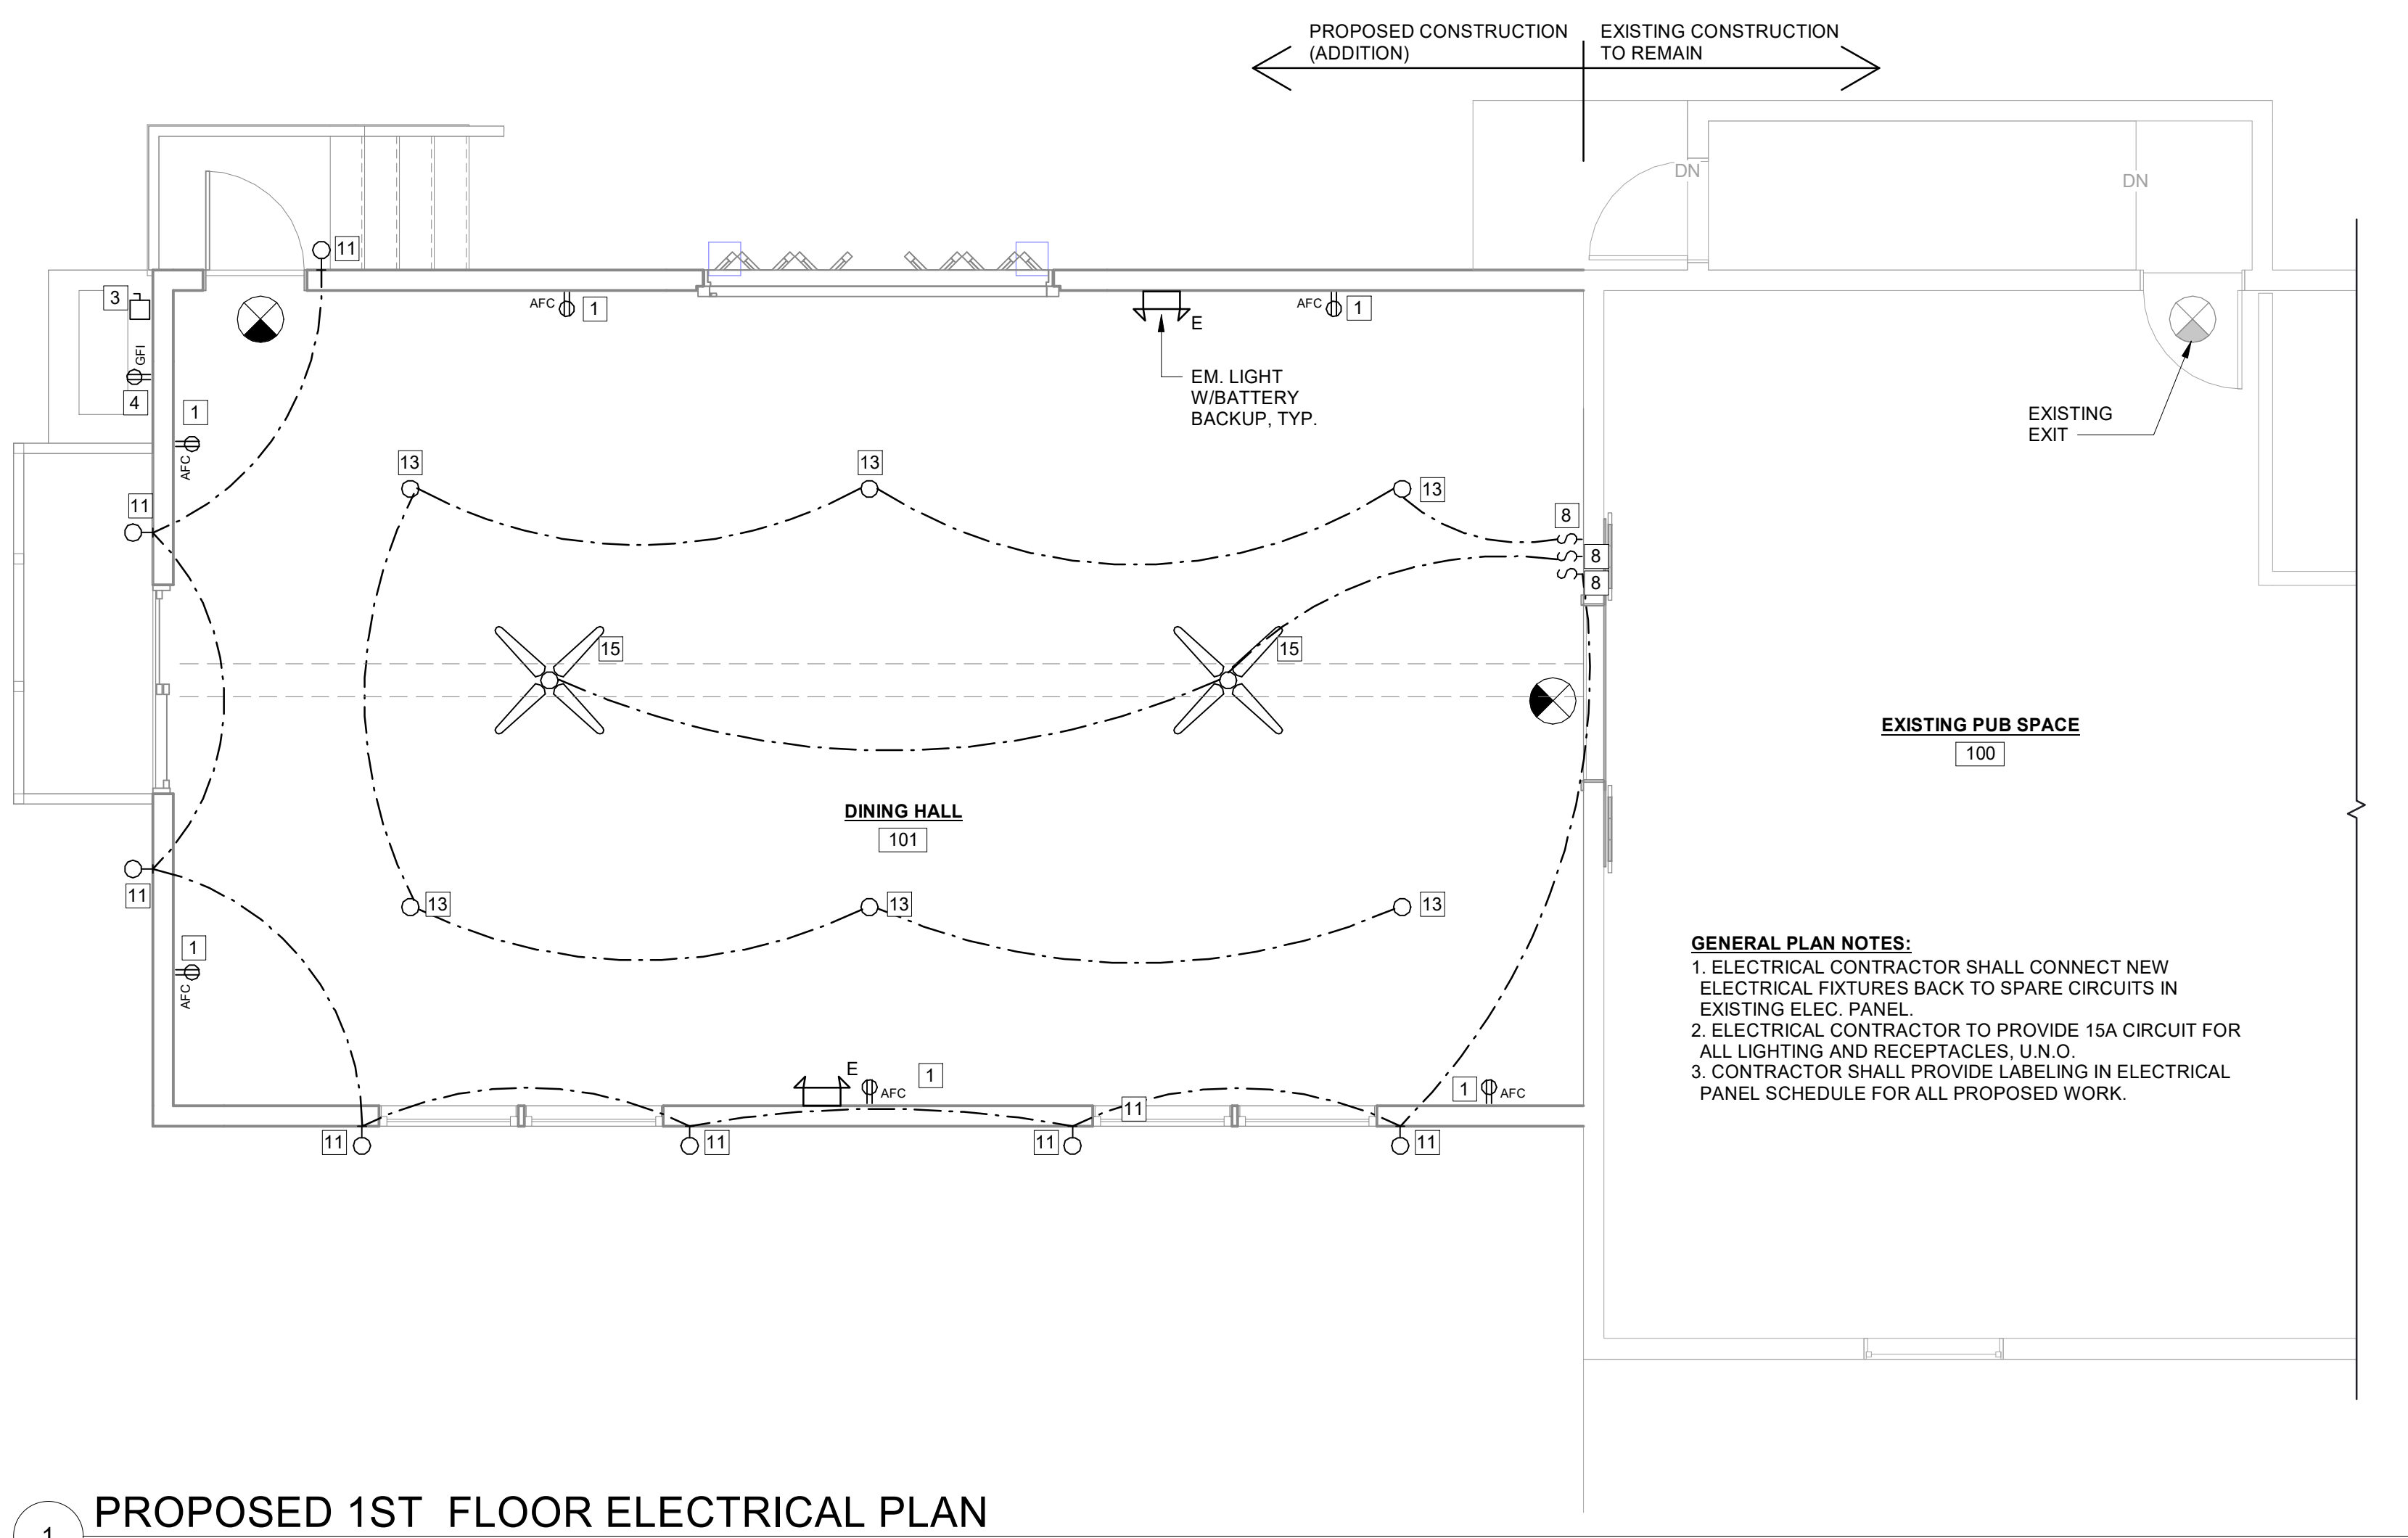 PROPOSED CONSTRUCTION
(ADDITION)
EXISTING CONSTRUCTION
TO REMAIN
DN
DN
11
3
AFC
1
AFC
1
E
GFI
4
1
AFC
EM. LIGHT
W/BATTERY
BACKUP, TYP.
EXISTING
EXIT
13
13
13
11
8
8
8
15
15
EXISTING PUB SPACE
100
DINING HALL
101
11
13
13
13
1
AFC
GENERAL PLAN NOTES:
1. ELECTRICAL CONTRACTOR SHALL CONNECT NEW
ELECTRICAL FIXTURES BACK TO SPARE CIRCUITS IN
EXISTING ELEC. PANEL.
2. ELECTRICAL CONTRACTOR TO PROVIDE 15A CIRCUIT FOR
ALL LIGHTING AND RECEPTACLES, U.N.O.
3. CONTRACTOR SHALL PROVIDE LABELING IN ELECTRICAL
PANEL SCHEDULE FOR ALL PROPOSED WORK.
E
AFC
1
1
AFC
11
11
11
11
11
1
PROPOSED 1ST FLOOR ELECTRICAL PLAN